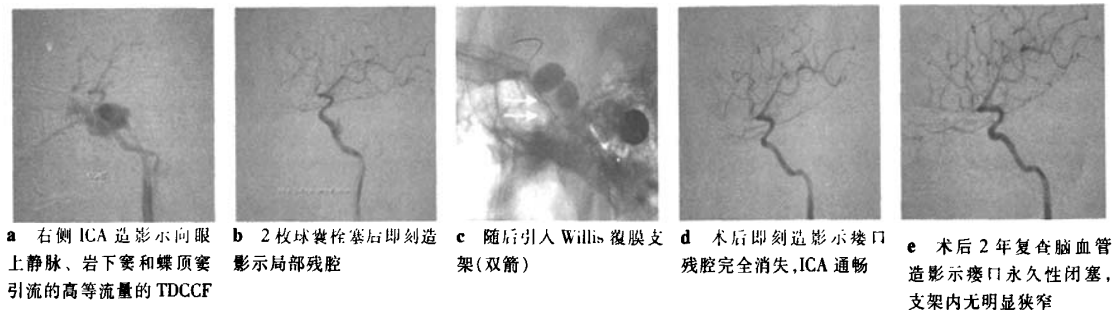 a 右侧 ICA 造影示向眼
上静脉、岩下窦和蝶顶窦
引流的高等流量的 TDCCF
b 2枚球囊栓塞后即刻造
影示局部残腔
c 随后引入 Willis 覆膜支
架(双箭)
d 术后即刻造影示瘘口
残腔完全消失,ICA 通畅
e 术后2年复查脑血管
造影示瘘口永久性闭塞,
支架内无明显狭窄